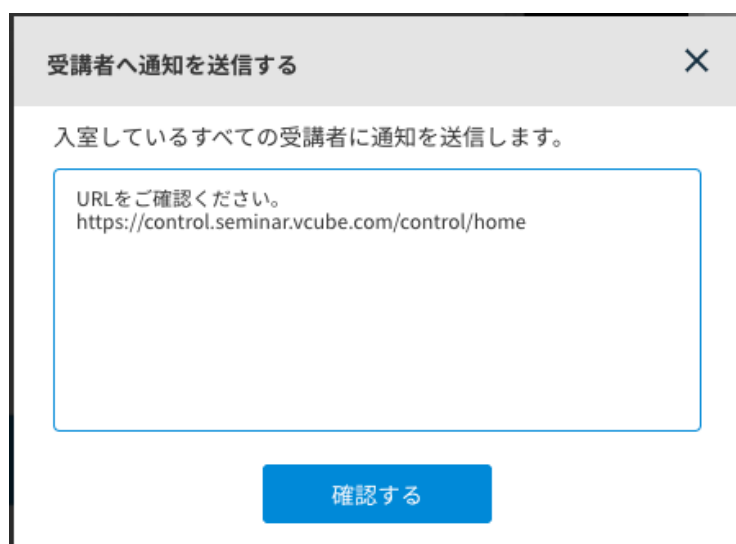 受講者へ通知を送信する
入室しているすべての受講者に通知を送信します。
URLをご確認ください。
https://control.seminar.vcube.com/control/home
確認する